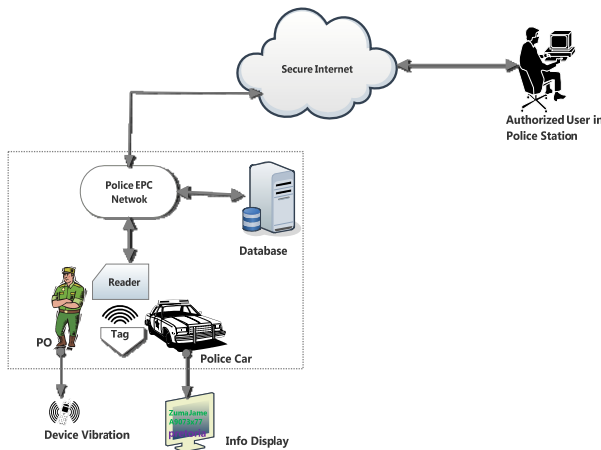 Secure Internet
Authorized User in
Police Station
Police EPC
Netwok
Database
Reader
Tag
PO
Police Car
ZumaJame
Device Vibration
Info Display